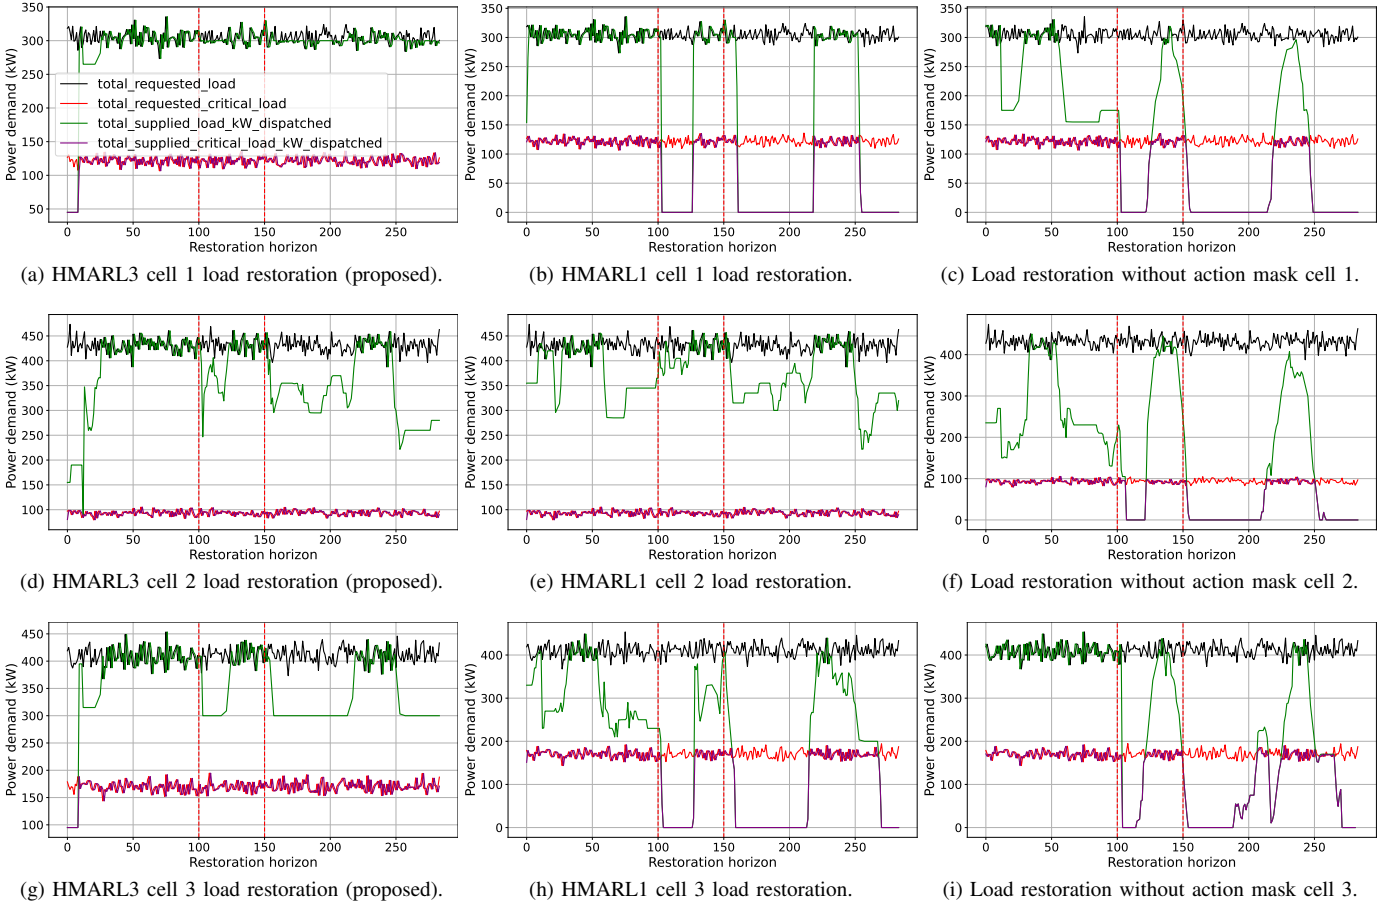 350
300
250
200
150
100
50
Power demand (kW)
total_requested_load
total_requested_critical_load
total_supplied_load_kW_dispatched
total_supplied_critical_load_kW_dispatched
0 50 100 150 200 250
Restoration horizon
(a) HMARL3 cell 1 load restoration (proposed).
350
300
250
200
150
100
50
0
Power demand (kW)
0 50 100 150 200 250
Restoration horizon
(b) HMARL1 cell 1 load restoration.
350
300
250
200
150
100
50
0
Power demand (kW)
0 50 100 150 200 250
Restoration horizon
(c) Load restoration without action mask cell 1.
450
400
350
300
250
200
150
100
Power demand (kW)
0 50 100 150 200 250
Restoration horizon
(d) HMARL3 cell 2 load restoration (proposed).
450
400
350
300
250
200
150
100
Power demand (kW)
0 50 100 150 200 250
Restoration horizon
(e) HMARL1 cell 2 load restoration.
400
300
200
100
0
Power demand (kW)
0 50 100 150 200 250
Restoration horizon
(f) Load restoration without action mask cell 2.
450
400
350
300
250
200
150
100
Power demand (kW)
0 50 100 150 200 250
Restoration horizon
(g) HMARL3 cell 3 load restoration (proposed).
400
300
200
100
0
Power demand (kW)
0 50 100 150 200 250
Restoration horizon
(h) HMARL1 cell 3 load restoration.
400
300
200
100
0
Power demand (kW)
0 50 100 150 200 250
Restoration horizon
(i) Load restoration without action mask cell 3.